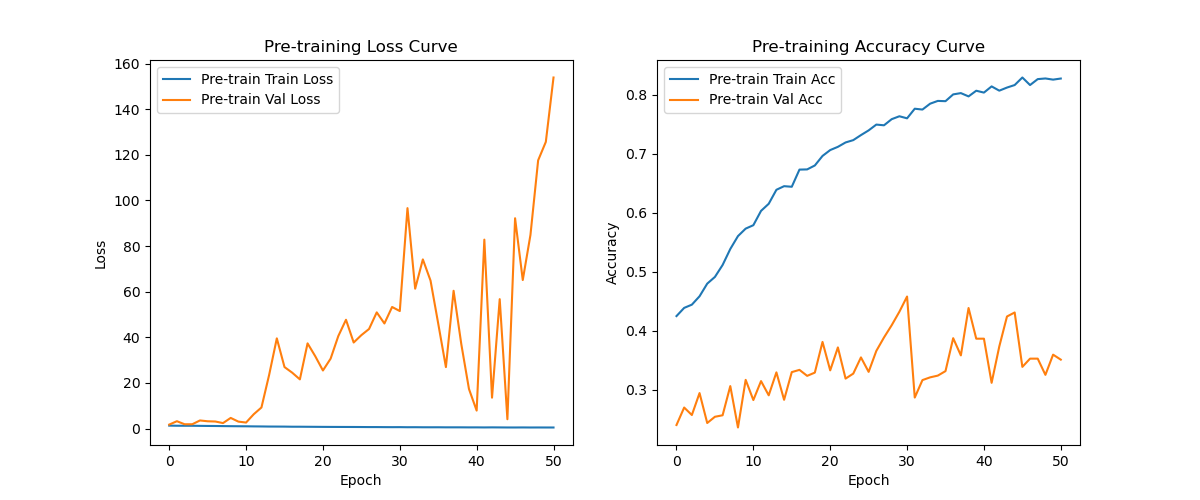 Pre-training Loss Curve
Pre-train Train Loss
Pre-train Val Loss
Loss
160
140
120
100
80
60
40
20
0
0 10 20 30 40 50
Epoch
Pre-training Accuracy Curve
Pre-train Train Acc
Pre-train Val Acc
Accuracy
0.8
0.7
0.6
0.5
0.4
0.3
0 10 20 30 40 50
Epoch